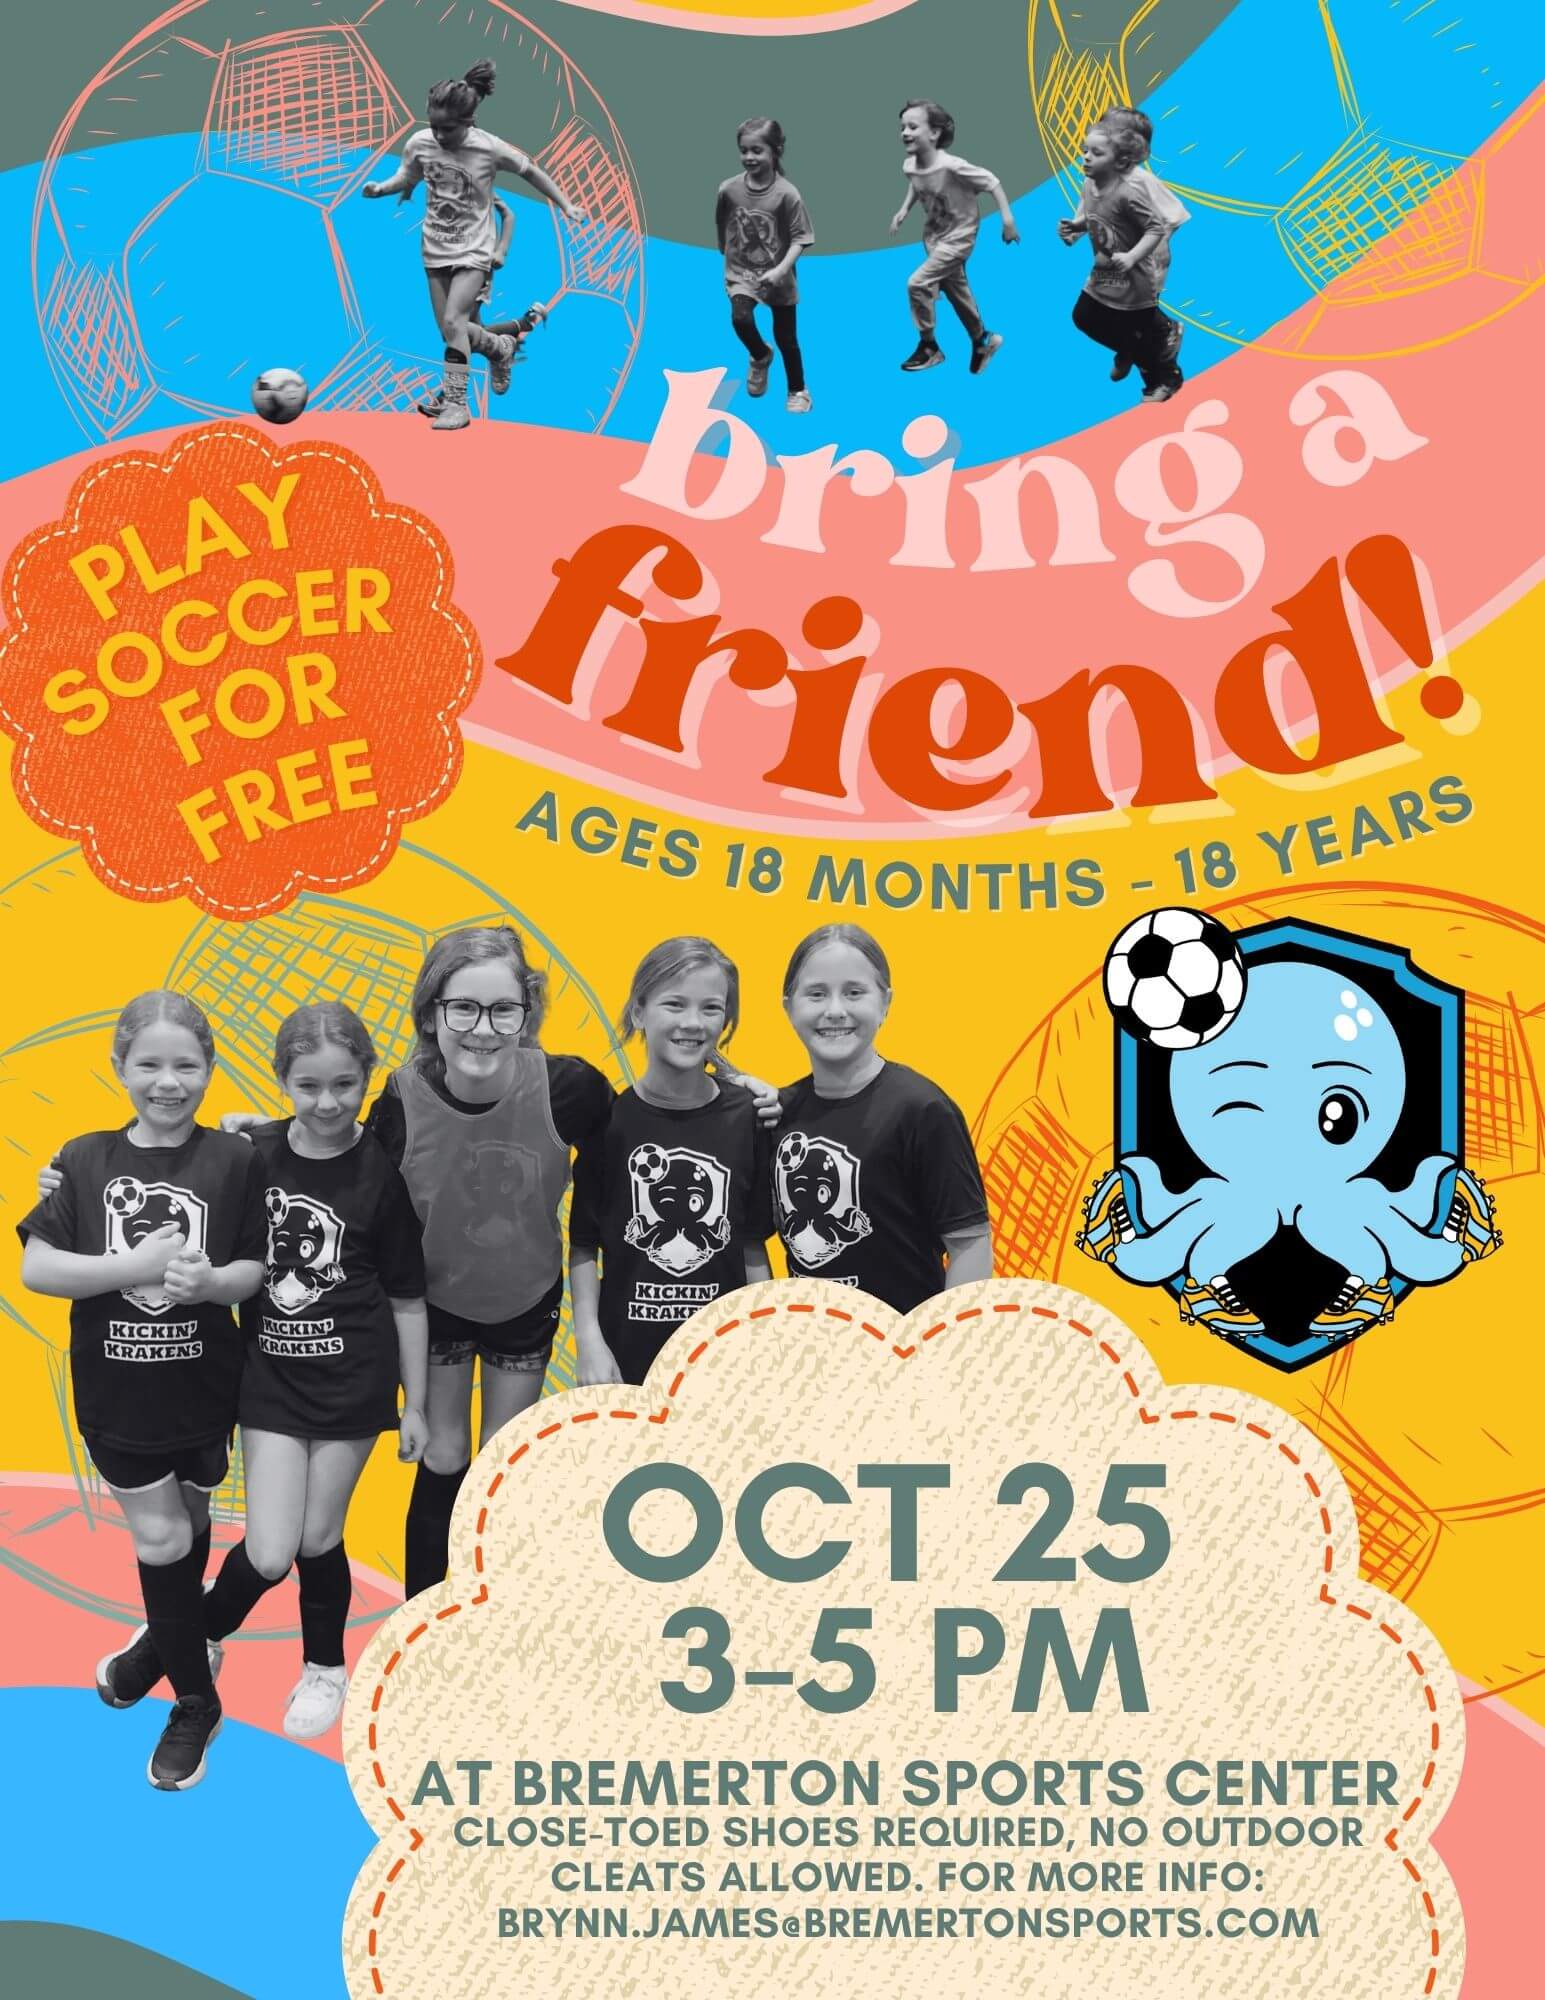 bring a
friend!
PLAY
SOCCER
FOR
FREE
AGES 18 MONTHS - 18 YEARS
KICKIN'
KRAKENS
KICKIN'
KRAKENS
KICKIN'
OCT 25
3-5 PM
AT BREMERTON SPORTS CENTER
CLOSE-TOED SHOES REQUIRED, NO OUTDOOR
CLEATS ALLOWED. FOR MORE INFO:
BRYNN.JAMES@BREMERTONSPORTS.COM